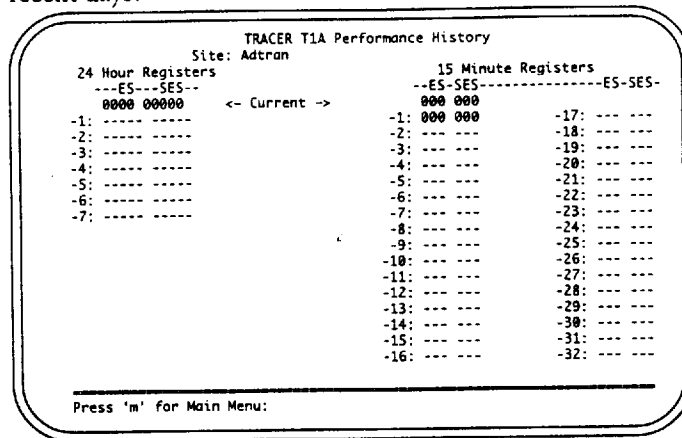 recent days.
TRACER T1A Performance History
Site: Adtran
24 Hour Registers 15 Minute Registers
---ES---SES-- --ES-SES----------------ES-SES-
0000 00000 <- Current -> 000 000
-1: ----- ----- -1: 000 000 -17: --- ---
-2: ----- ----- -2: --- --- -18: --- ---
-3: ----- ----- -3: --- --- -19: --- ---
-4: ----- ----- -4: --- --- -20: --- ---
-5: ----- ----- -5: --- --- -21: --- ---
-6: ----- ----- -6: --- --- -22: --- ---
-7: ----- ----- -7: --- --- -23: --- ---
-8: --- --- -24: --- ---
-9: --- --- -25: --- ---
-10: --- --- -26: --- ---
-11: --- --- -27: --- ---
-12: --- --- -28: --- ---
-13: --- --- -29: --- ---
-14: --- --- -30: --- ---
-15: --- --- -31: --- ---
-16: --- --- -32: --- ---
Press 'm' for Main Menu: